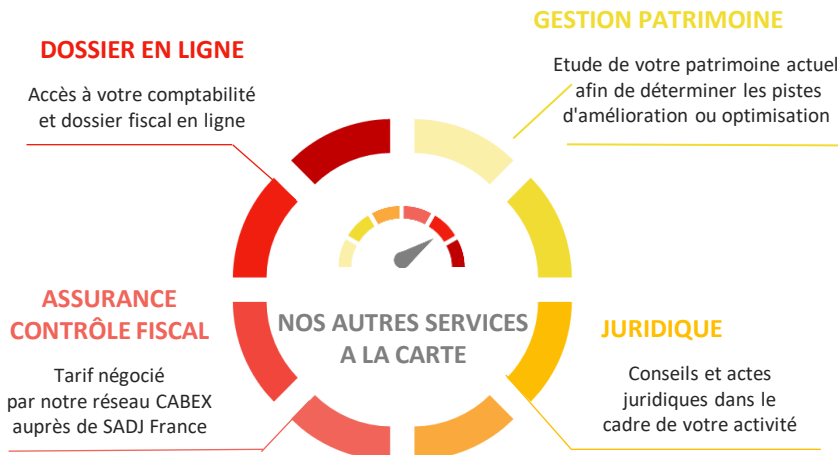 DOSSIER EN LIGNE
Accès à votre comptabilité
et dossier fiscal en ligne
GESTION PATRIMOINE
Etude de votre patrimoine actuel
afin de déterminer les pistes
d'amélioration ou optimisation
NOS AUTRES SERVICES
A LA CARTE
ASSURANCE
CONTRÔLE FISCAL
Tarif négocié
par notre réseau CABEX
auprès de SADJ France
JURIDIQUE
Conseils et actes
juridiques dans le
cadre de votre activité